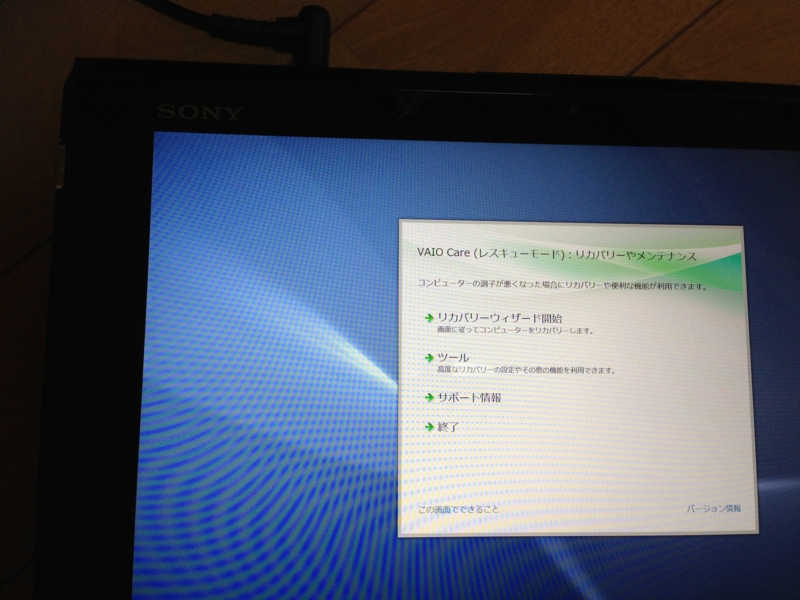 SONY
VAIO Care (レスキューモード) : リカバリーやメンテナンス
コンピューターの調子が悪くなった場合にリカバリーや便利な機能が利用できます。
リカバリーウィザード開始
画面に従ってコンピューターをリカバリーします。
ツール
高度なリカバリーの設定やその他の機能を利用できます。
サポート情報
終了
この画面でできること
バージョン情報